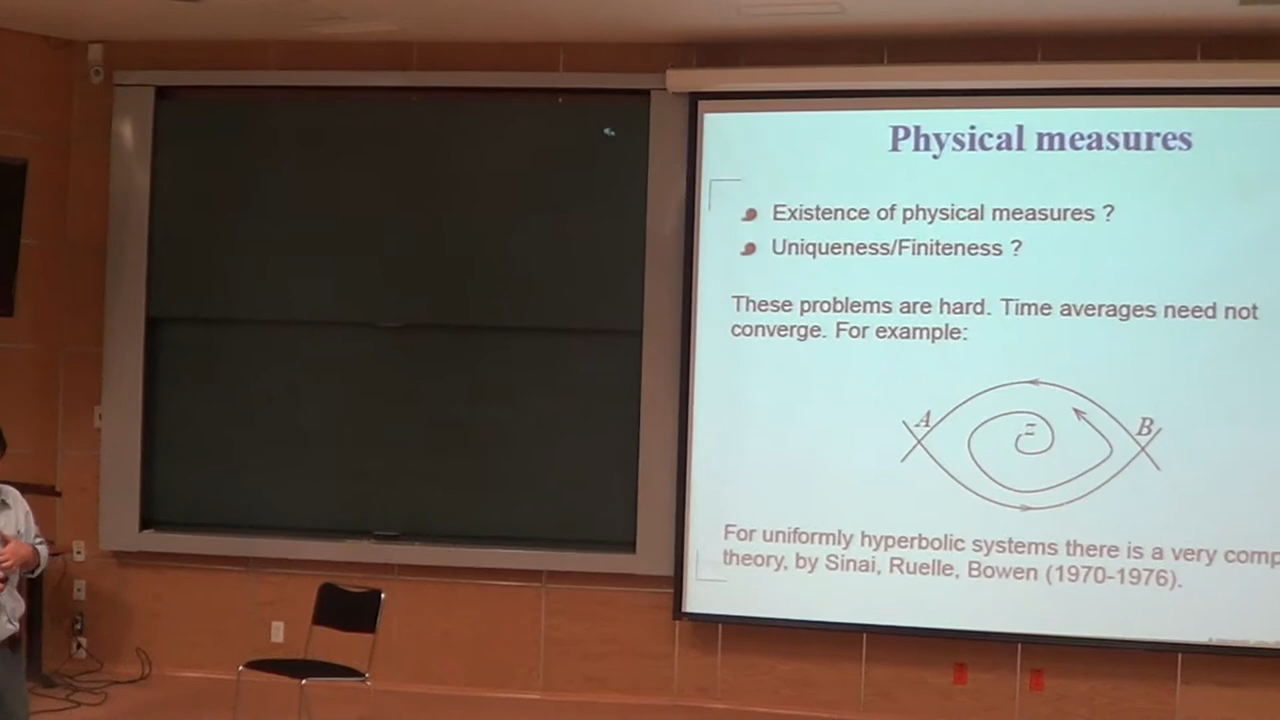 Physical measures
Existence of physical measures ?
Uniqueness/Finiteness ?
These problems are hard. Time averages need not
converge. For example:
A
z
B
For uniformly hyperbolic systems there is a very comp
theory, by Sinai, Ruelle, Bowen (1970-1976).